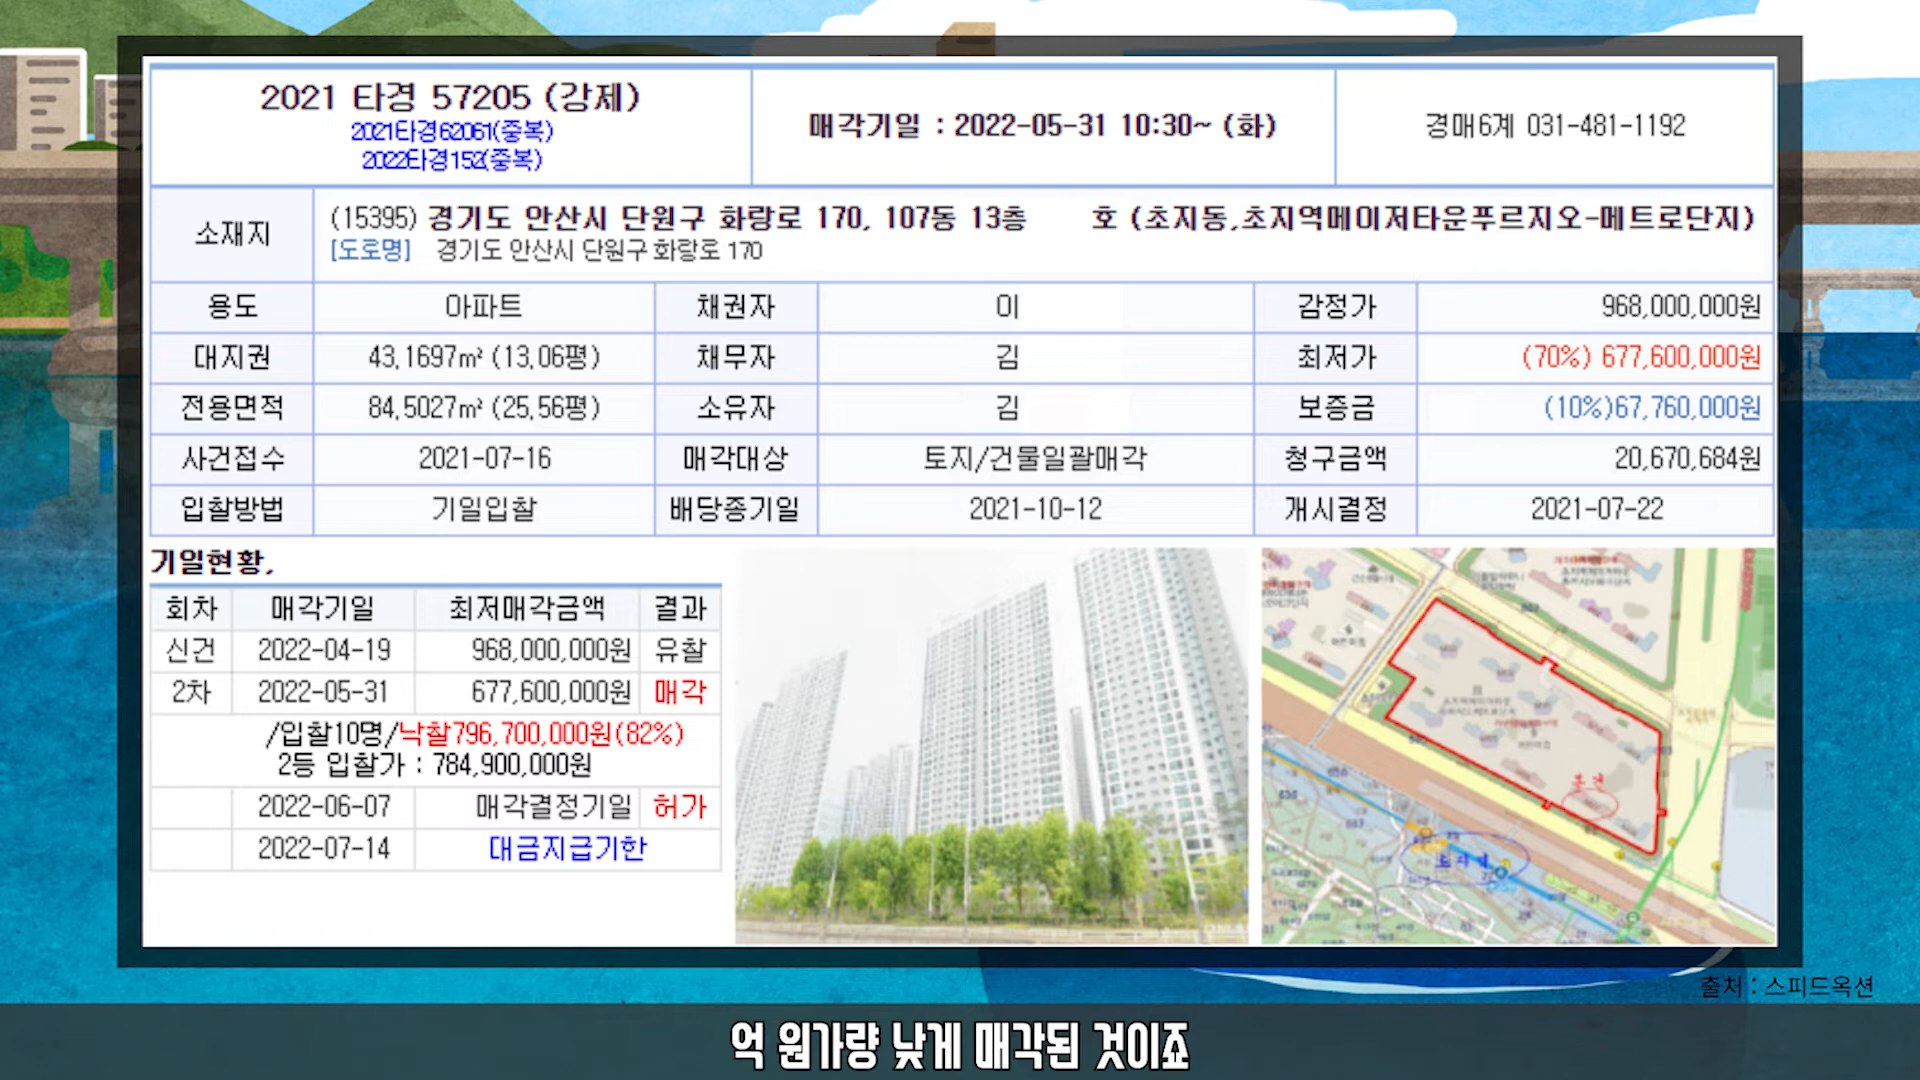 2021 타경 57205 (강제)
2021타경62061(중복)
2022타경152(중복)
매각기일 : 2022-05-31 10:30~ (화)
경매6계 031-481-1192
소재지
(15395) 경기도 안산시 단원구 화랑로 170, 107동 13층 호 (초지동,초지역메이저타운푸르지오-메트로단지)
[도로명] 경기도 안산시 단원구 화랑로 170
용도 아파트 채권자 이 감정가 968,000,000원
대지권 43.1697㎡ (13.06평) 채무자 김 최저가 (70%) 677,600,000원
전용면적 84.5027㎡ (25.56평) 소유자 김 보증금 (10%)67,760,000원
사건접수 2021-07-16 매각대상 토지/건물일괄매각 청구금액 20,670,684원
입찰방법 기일입찰 배당종기일 2021-10-12 개시결정 2021-07-22
기일현황.
회차 매각기일 최저매각금액 결과
신건 2022-04-19 968,000,000원 유찰
2차 2022-05-31 677,600,000원 매각
/입찰10명/낙찰796,700,000원(82%)
2등 입찰가 : 784,900,000원
2022-06-07 매각결정기일 허가
2022-07-14 대금지급기한
본건
초지역
출처 : 스피드옥션
억 원가량 낮게 매각된 것이죠